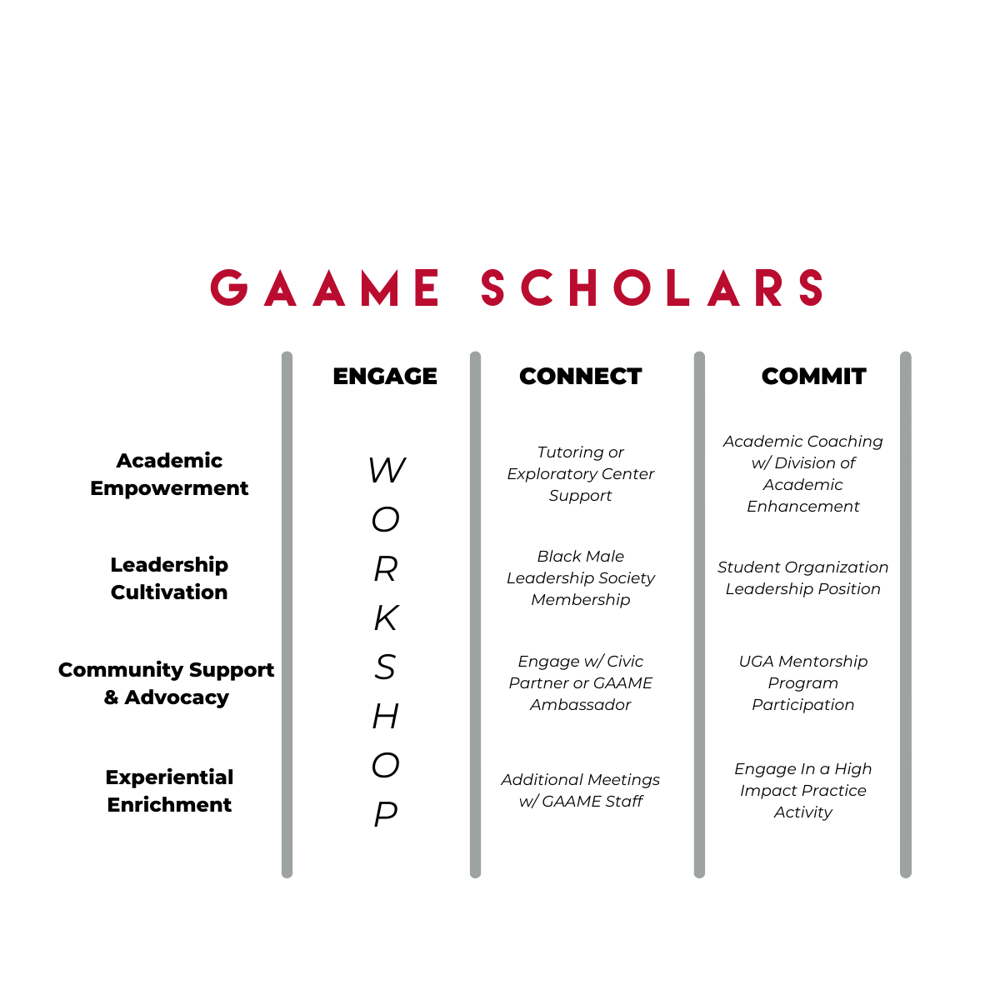 GAAME SCHOLARS
ENGAGE
CONNECT
COMMIT
Academic
Empowerment
Leadership
Cultivation
Community Support
& Advocacy
Experiential
Enrichment
W
O
R
K
S
H
O
P
Tutoring or
Exploratory Center
Support
Black Male
Leadership Society
Membership
Engage w/ Civic
Partner or GAAME
Ambassador
Additional Meetings
w/ GAAME Staff
Academic Coaching
w/ Division of
Academic
Enhancement
Student Organization
Leadership Position
UGA Mentorship
Program
Participation
Engage In a High
Impact Practice
Activity